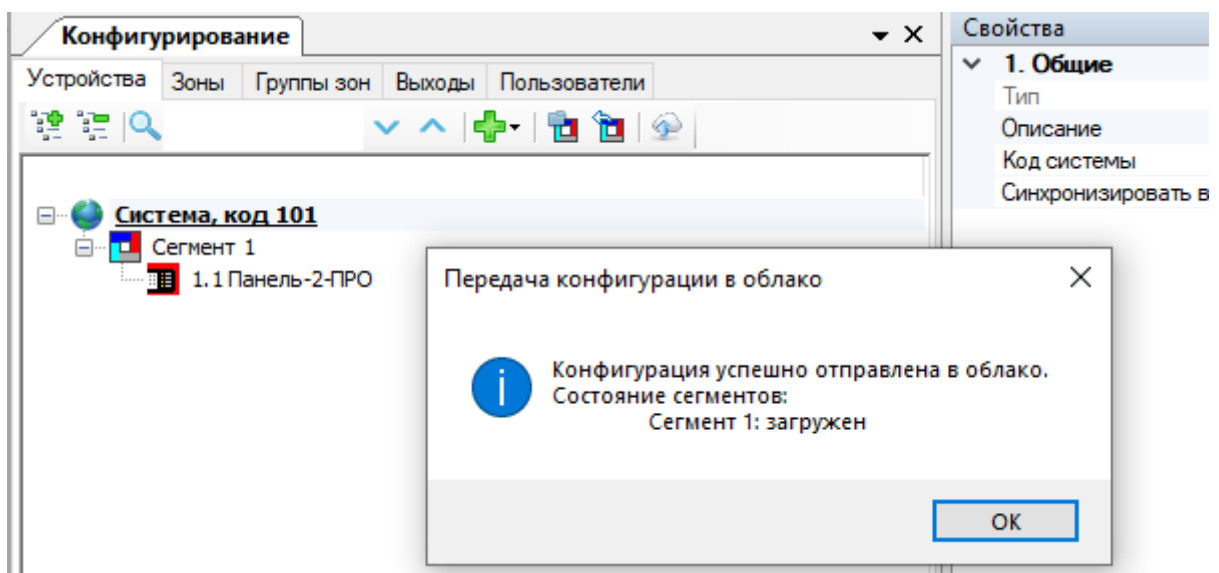 Конфигурирование
Устройства Зоны Группы зон Выходы Пользователи
Система, код 101
Сегмент 1
1.1 Панель-2-ПРО
Свойства
1. Общие
Тип
Описание
Код системы
Синхронизировать в
Передача конфигурации в облако
Конфигурация успешно отправлена в облако.
Состояние сегментов:
Сегмент 1: загружен
ОК